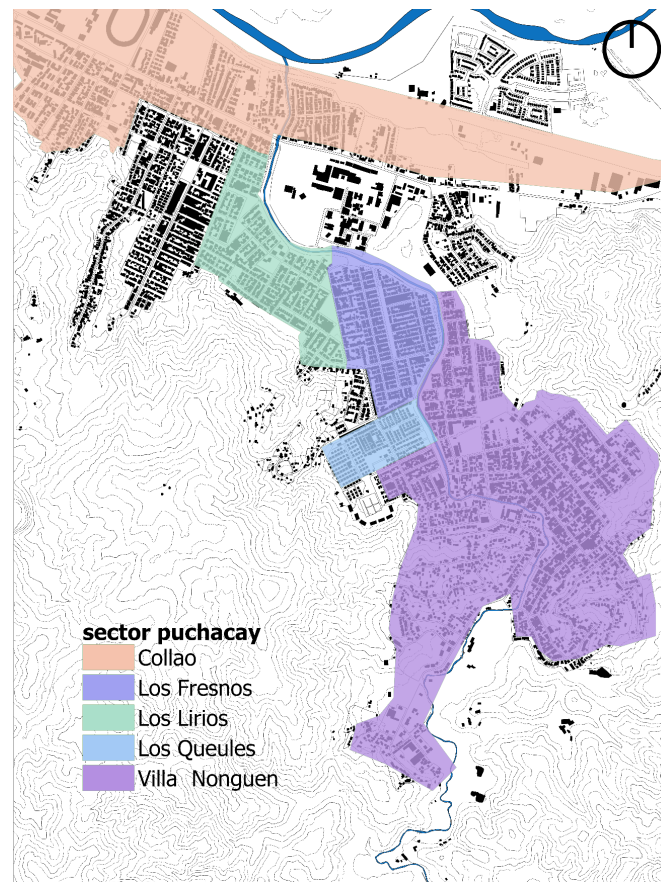 sector puchacay
Collao
Los Fresnos
Los Lirios
Los Queules
Villa Nonguen